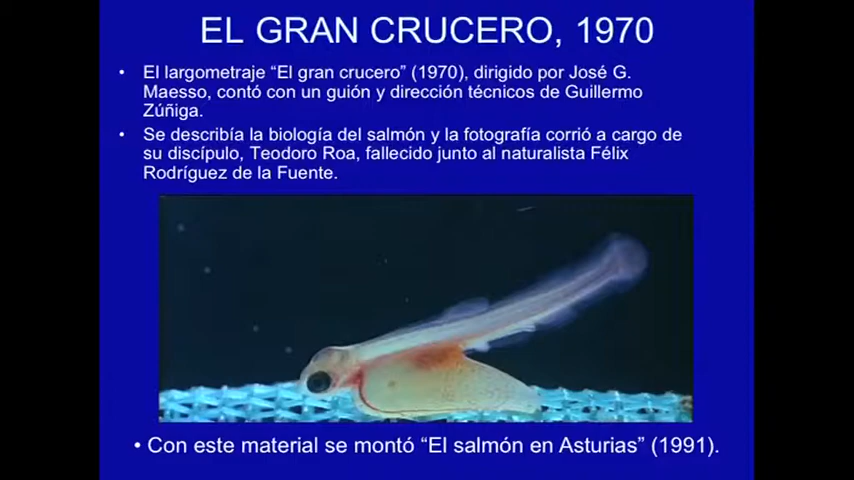 EL GRAN CRUCERO, 1970
• El largometraje “El gran crucero” (1970), dirigido por José G.
Maesso, contó con un guión y dirección técnicos de Guillermo
Zúñiga.
• Se describía la biología del salmón y la fotografía corrió a cargo de
su discípulo, Teodoro Roa, fallecido junto al naturalista Félix
Rodríguez de la Fuente.
• Con este material se montó “El salmón en Asturias” (1991).